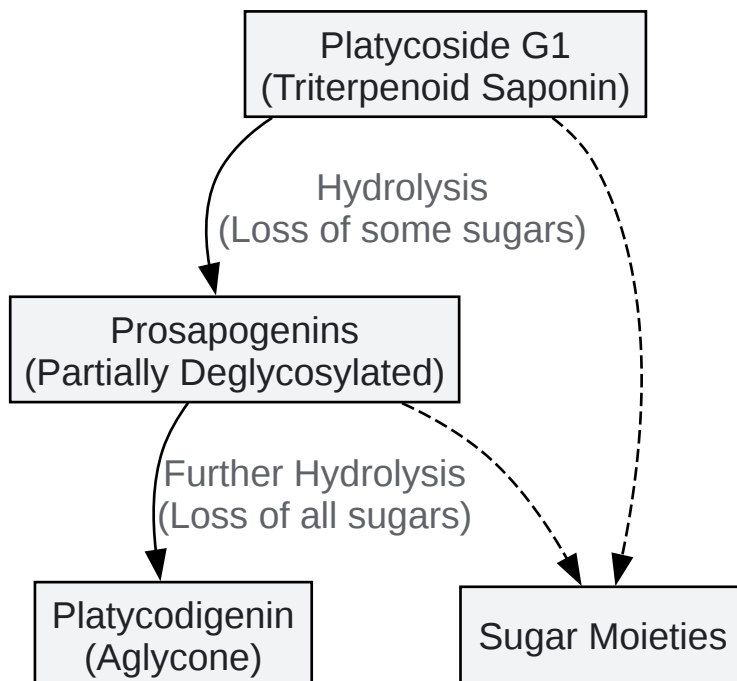 Platycoside G1
(Triterpenoid Saponin)
Hydrolysis
(Loss of some sugars)
Prosapogenins
(Partially Deglycosylated)
Further Hydrolysis
(Loss of all sugars)
Platycodigenin
(Aglycone)
Sugar Moieties